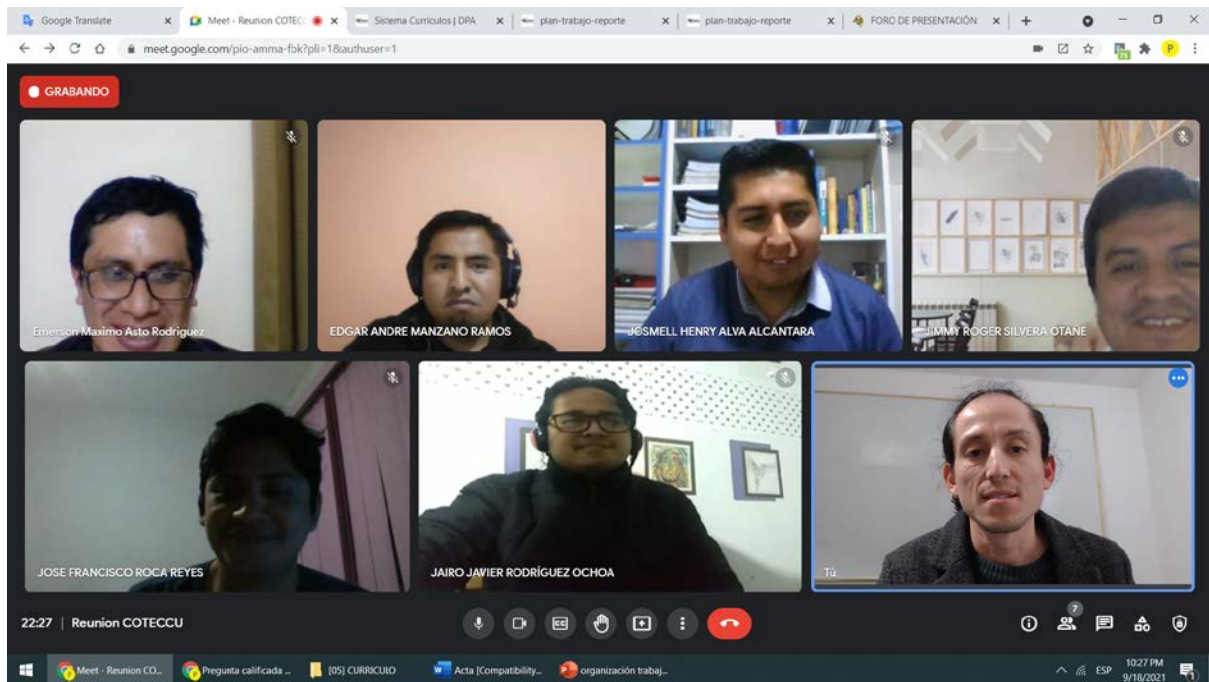 Google Translate
Meet - Reunion COTEC
Sistema Curriculos | DPA
plan-trabajo-reporte
plan-trabajo-reporte
FORO DE PRESENTACIÓN
meet.google.com/pio-amma-fbk?pli=1&authuser=1
75
P
GRABANDO
Emerson Maximo Asto Rodriguez
EDGAR ANDRE MANZANO RAMOS
JOSMELL HENRY ALVA ALCANTARA
JIMMY ROGER SILVERA OTAÑE
JOSE FRANCISCO ROCA REYES
JAIRO JAVIER RODRÍGUEZ OCHOA
Tú
22:27 | Reunion COTECCU
CC
7
Meet - Reunion CO...
Pregunta calificada ...
[05] CURRICULO
Acta [Compatibility...
organización trabaj...
ESP
10:27 PM
9/18/2021